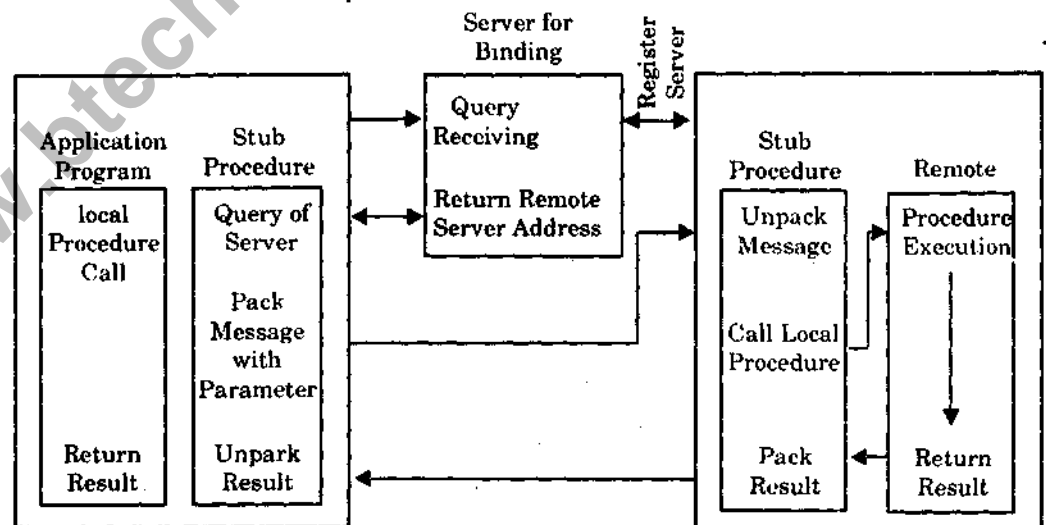 w.btech
Server for
Binding
Register
Server
Query
Receiving
Return Remote
Server Address
Application
Program
local
Procedure
Call
Return
Result
Stub
Procedure
Query of
Server
Pack
Message
with
Parameter
Unpark
Result
Stub
Procedure
Unpack
Message
Call Local
Procedure
Pack
Result
Remote
Procedure
Execution
Return
Result